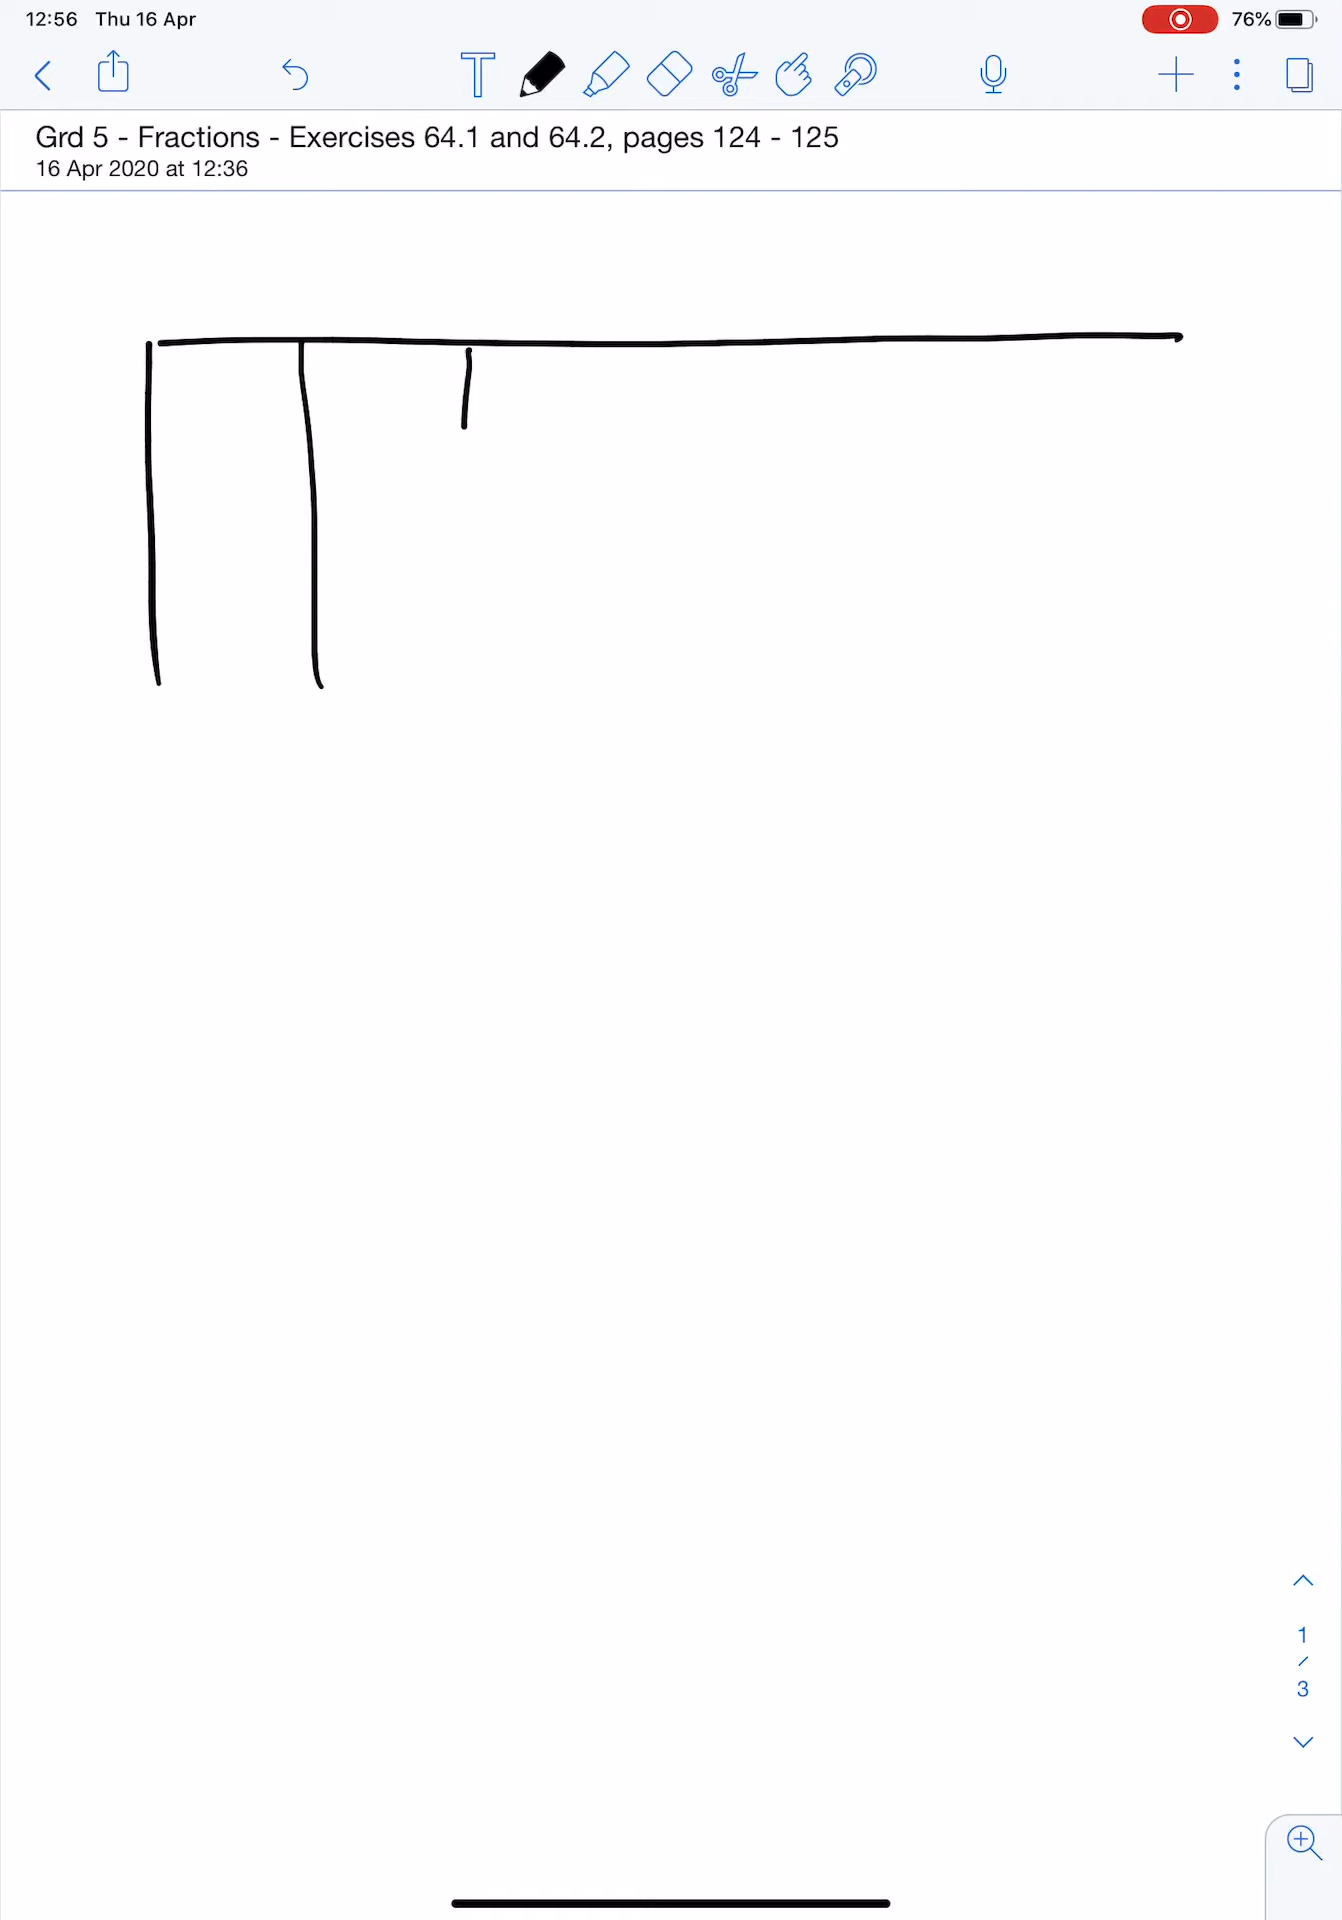 12:56 Thu 16 Apr
76%
T
Grd 5 - Fractions - Exercises 64.1 and 64.2, pages 124 - 125
16 Apr 2020 at 12:36
1
/
3